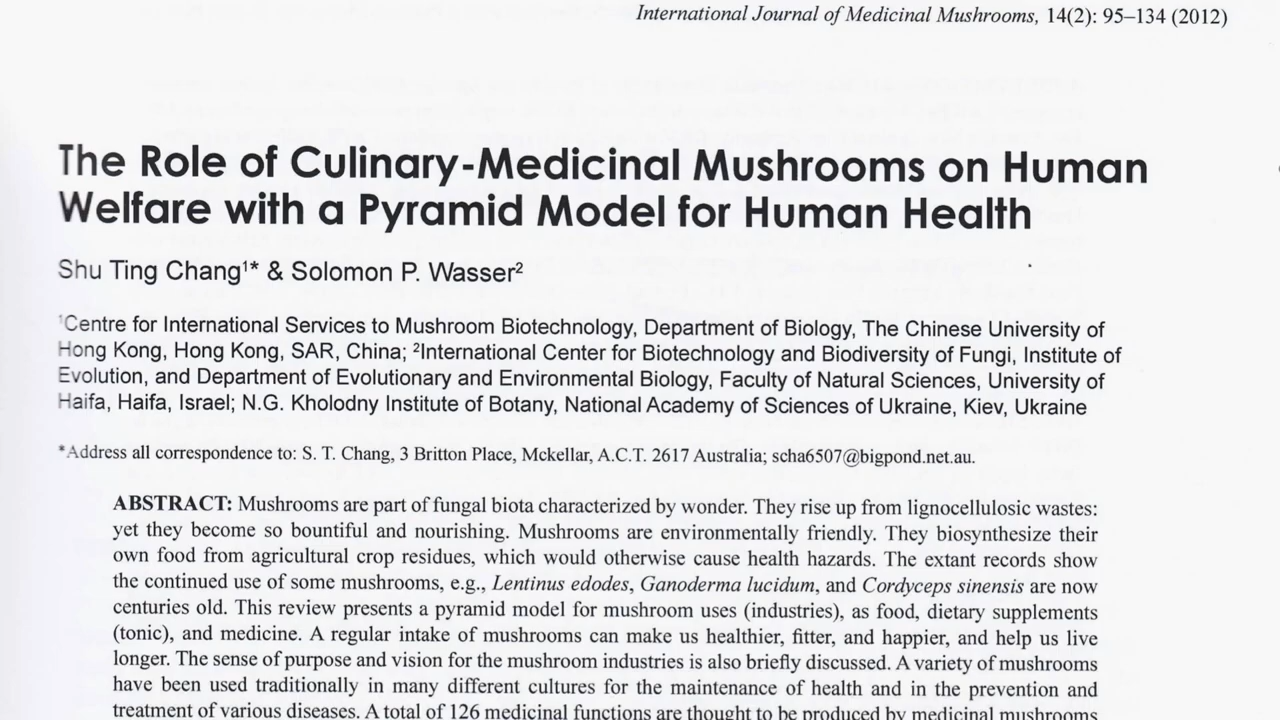 International Journal of Medicinal Mushrooms, 14(2): 95–134 (2012)
The Role of Culinary-Medicinal Mushrooms on Human
Welfare with a Pyramid Model for Human Health
Shu Ting Chang¹* & Solomon P. Wasser²
¹Centre for International Services to Mushroom Biotechnology, Department of Biology, The Chinese University of
Hong Kong, Hong Kong, SAR, China; ²International Center for Biotechnology and Biodiversity of Fungi, Institute of
Evolution, and Department of Evolutionary and Environmental Biology, Faculty of Natural Sciences, University of
Haifa, Haifa, Israel; N.G. Kholodny Institute of Botany, National Academy of Sciences of Ukraine, Kiev, Ukraine
*Address all correspondence to: S. T. Chang, 3 Britton Place, Mckellar, A.C.T. 2617 Australia; scha6507@bigpond.net.au.
ABSTRACT: Mushrooms are part of fungal biota characterized by wonder. They rise up from lignocellulosic wastes:
yet they become so bountiful and nourishing. Mushrooms are environmentally friendly. They biosynthesize their
own food from agricultural crop residues, which would otherwise cause health hazards. The extant records show
the continued use of some mushrooms, e.g., Lentinus edodes, Ganoderma lucidum, and Cordyceps sinensis are now
centuries old. This review presents a pyramid model for mushroom uses (industries), as food, dietary supplements
(tonic), and medicine. A regular intake of mushrooms can make us healthier, fitter, and happier, and help us live
longer. The sense of purpose and vision for the mushroom industries is also briefly discussed. A variety of mushrooms
have been used traditionally in many different cultures for the maintenance of health and in the prevention and
treatment of various diseases. A total of 126 medicinal functions are thought to be produced by medicinal mushrooms